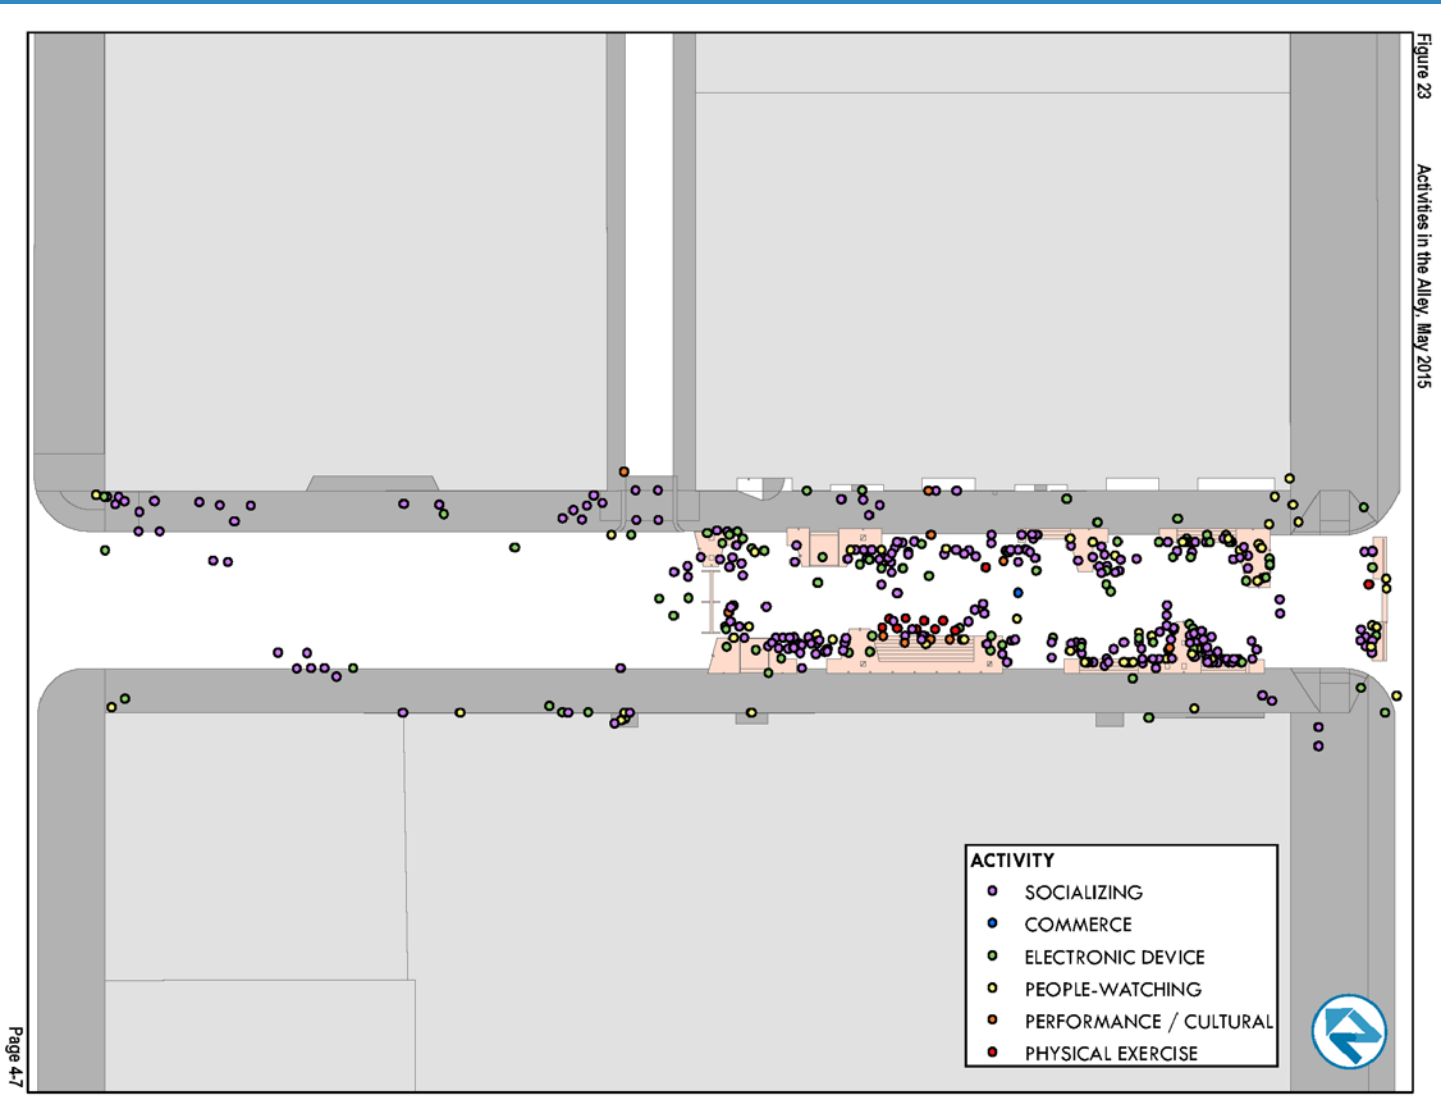 Figure 23 Activities in the Alley, May 2015
ACTIVITY
SOCIALIZING
COMMERCE
ELECTRONIC DEVICE
PEOPLE-WATCHING
PERFORMANCE / CULTURAL
PHYSICAL EXERCISE
Page 4-7